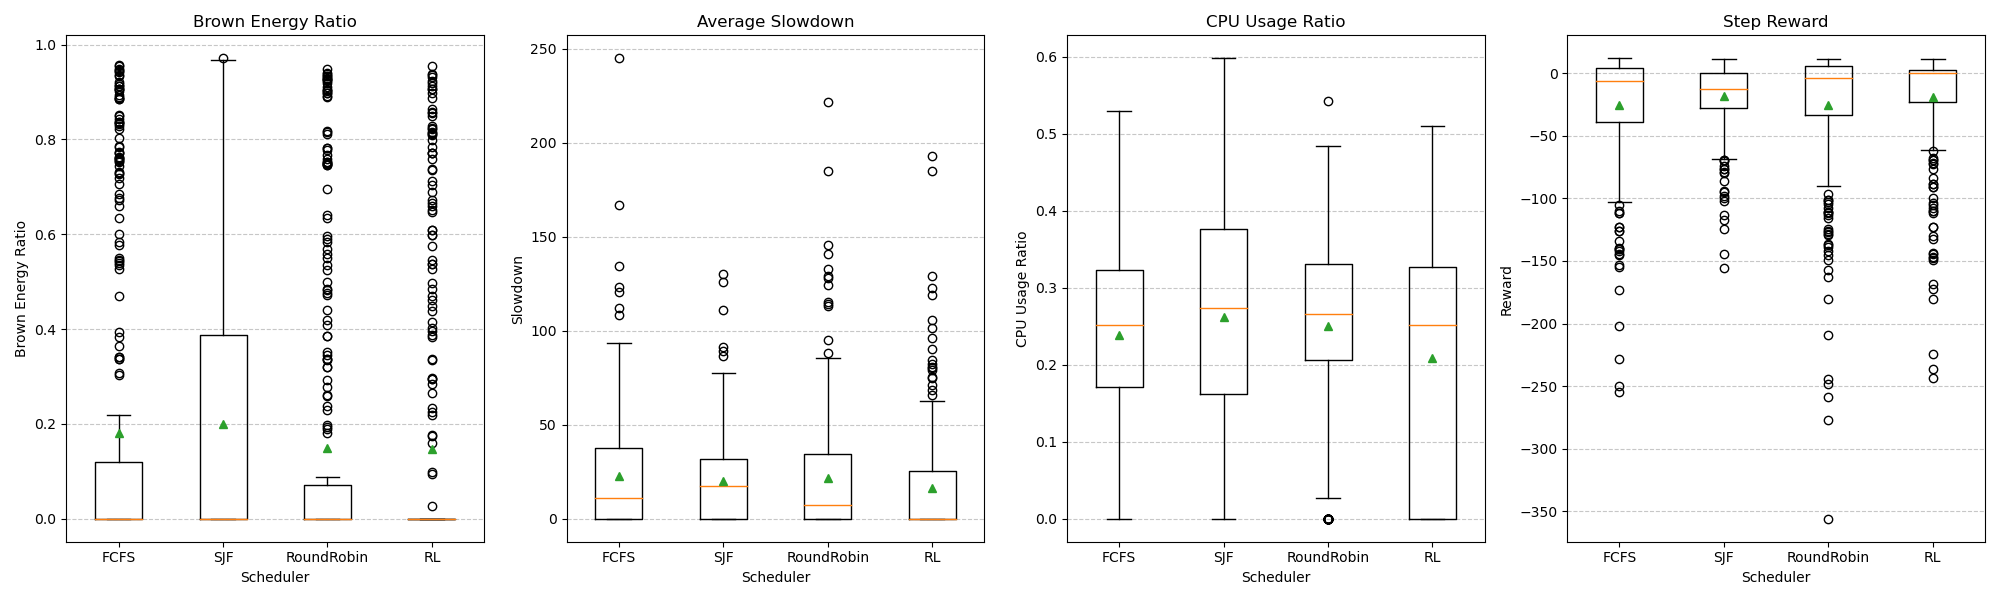 Brown Energy Ratio
Brown Energy Ratio
1.0
0.8
0.6
0.4
0.2
0.0
FCFS SJF RoundRobin RL
Scheduler
Average Slowdown
Slowdown
250
200
150
100
50
0
FCFS SJF RoundRobin RL
Scheduler
CPU Usage Ratio
CPU Usage Ratio
0.6
0.5
0.4
0.3
0.2
0.1
0.0
FCFS SJF RoundRobin RL
Scheduler
Step Reward
Reward
0
−50
−100
−150
−200
−250
−300
−350
FCFS SJF RoundRobin RL
Scheduler